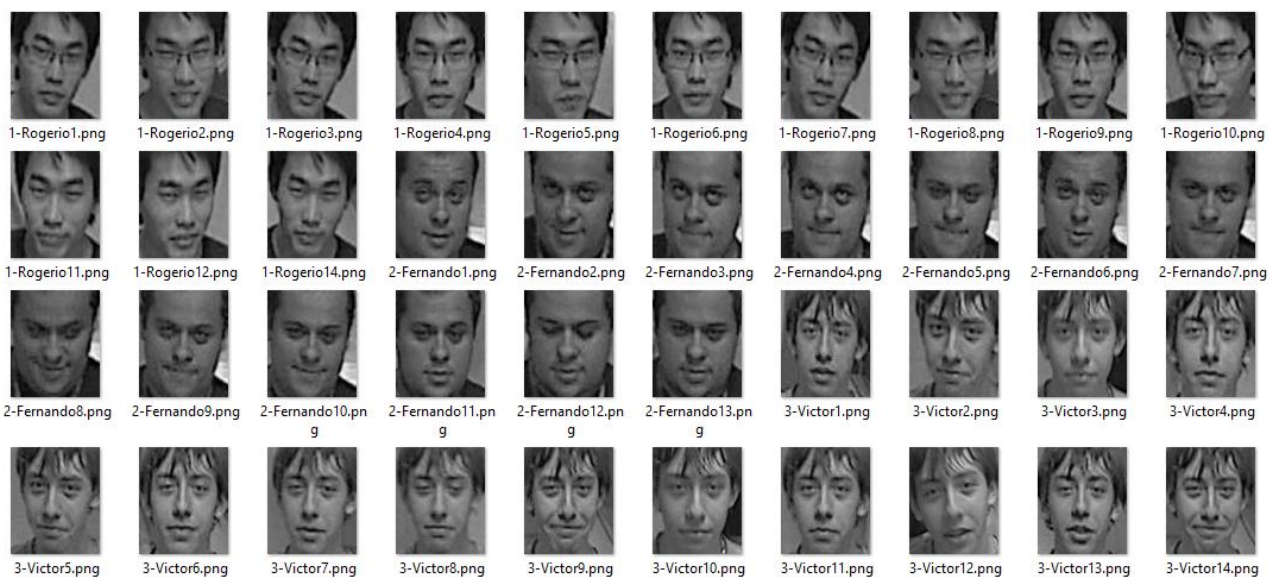 1-Rogerio1.png 1-Rogerio2.png 1-Rogerio3.png 1-Rogerio4.png 1-Rogerio5.png 1-Rogerio6.png 1-Rogerio7.png 1-Rogerio8.png 1-Rogerio9.png 1-Rogerio10.png
1-Rogerio11.png 1-Rogerio12.png 1-Rogerio14.png 2-Fernando1.png 2-Fernando2.png 2-Fernando3.png 2-Fernando4.png 2-Fernando5.png 2-Fernando6.png 2-Fernando7.png
2-Fernando8.png 2-Fernando9.png 2-Fernando10.pn 2-Fernando11.pn 2-Fernando12.pn 2-Fernando13.pn 3-Victor1.png 3-Victor2.png 3-Victor3.png 3-Victor4.png
g g g g
3-Victor5.png 3-Victor6.png 3-Victor7.png 3-Victor8.png 3-Victor9.png 3-Victor10.png 3-Victor11.png 3-Victor12.png 3-Victor13.png 3-Victor14.png